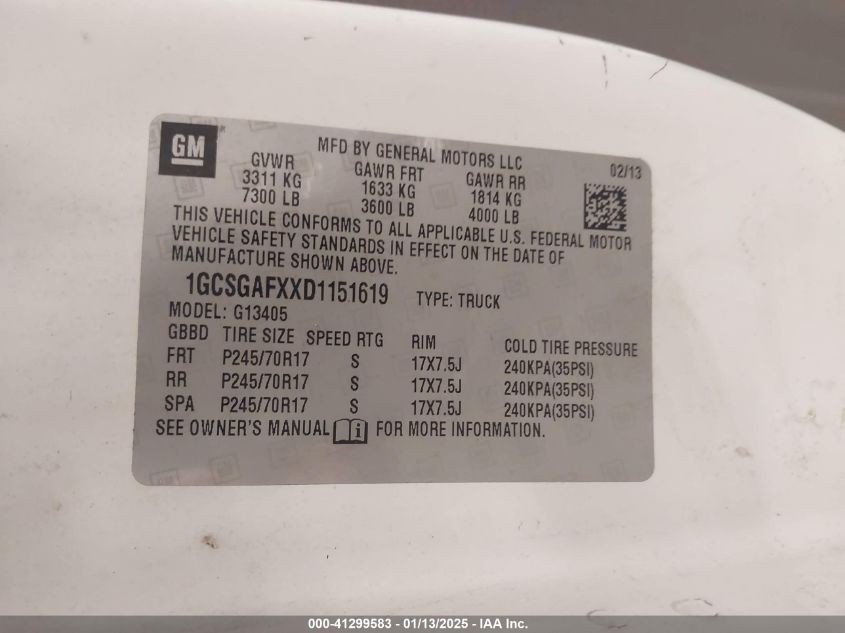 GM
MFD BY GENERAL MOTORS LLC
02/13
GVWR GAWR FRT GAWR RR
3311 KG 1633 KG 1814 KG
7300 LB 3600 LB 4000 LB
THIS VEHICLE CONFORMS TO ALL APPLICABLE U.S. FEDERAL MOTOR
VEHICLE SAFETY STANDARDS IN EFFECT ON THE DATE OF
MANUFACTURE SHOWN ABOVE.
1GCSGAFXXD1151619 TYPE: TRUCK
MODEL: G13405
GBBD TIRE SIZE SPEED RTG RIM COLD TIRE PRESSURE
FRT P245/70R17 S 17X7.5J 240KPA(35PSI)
RR P245/70R17 S 17X7.5J 240KPA(35PSI)
SPA P245/70R17 S 17X7.5J 240KPA(35PSI)
SEE OWNER'S MANUAL i FOR MORE INFORMATION.
000-41299583 - 01/13/2025 - IAA Inc.